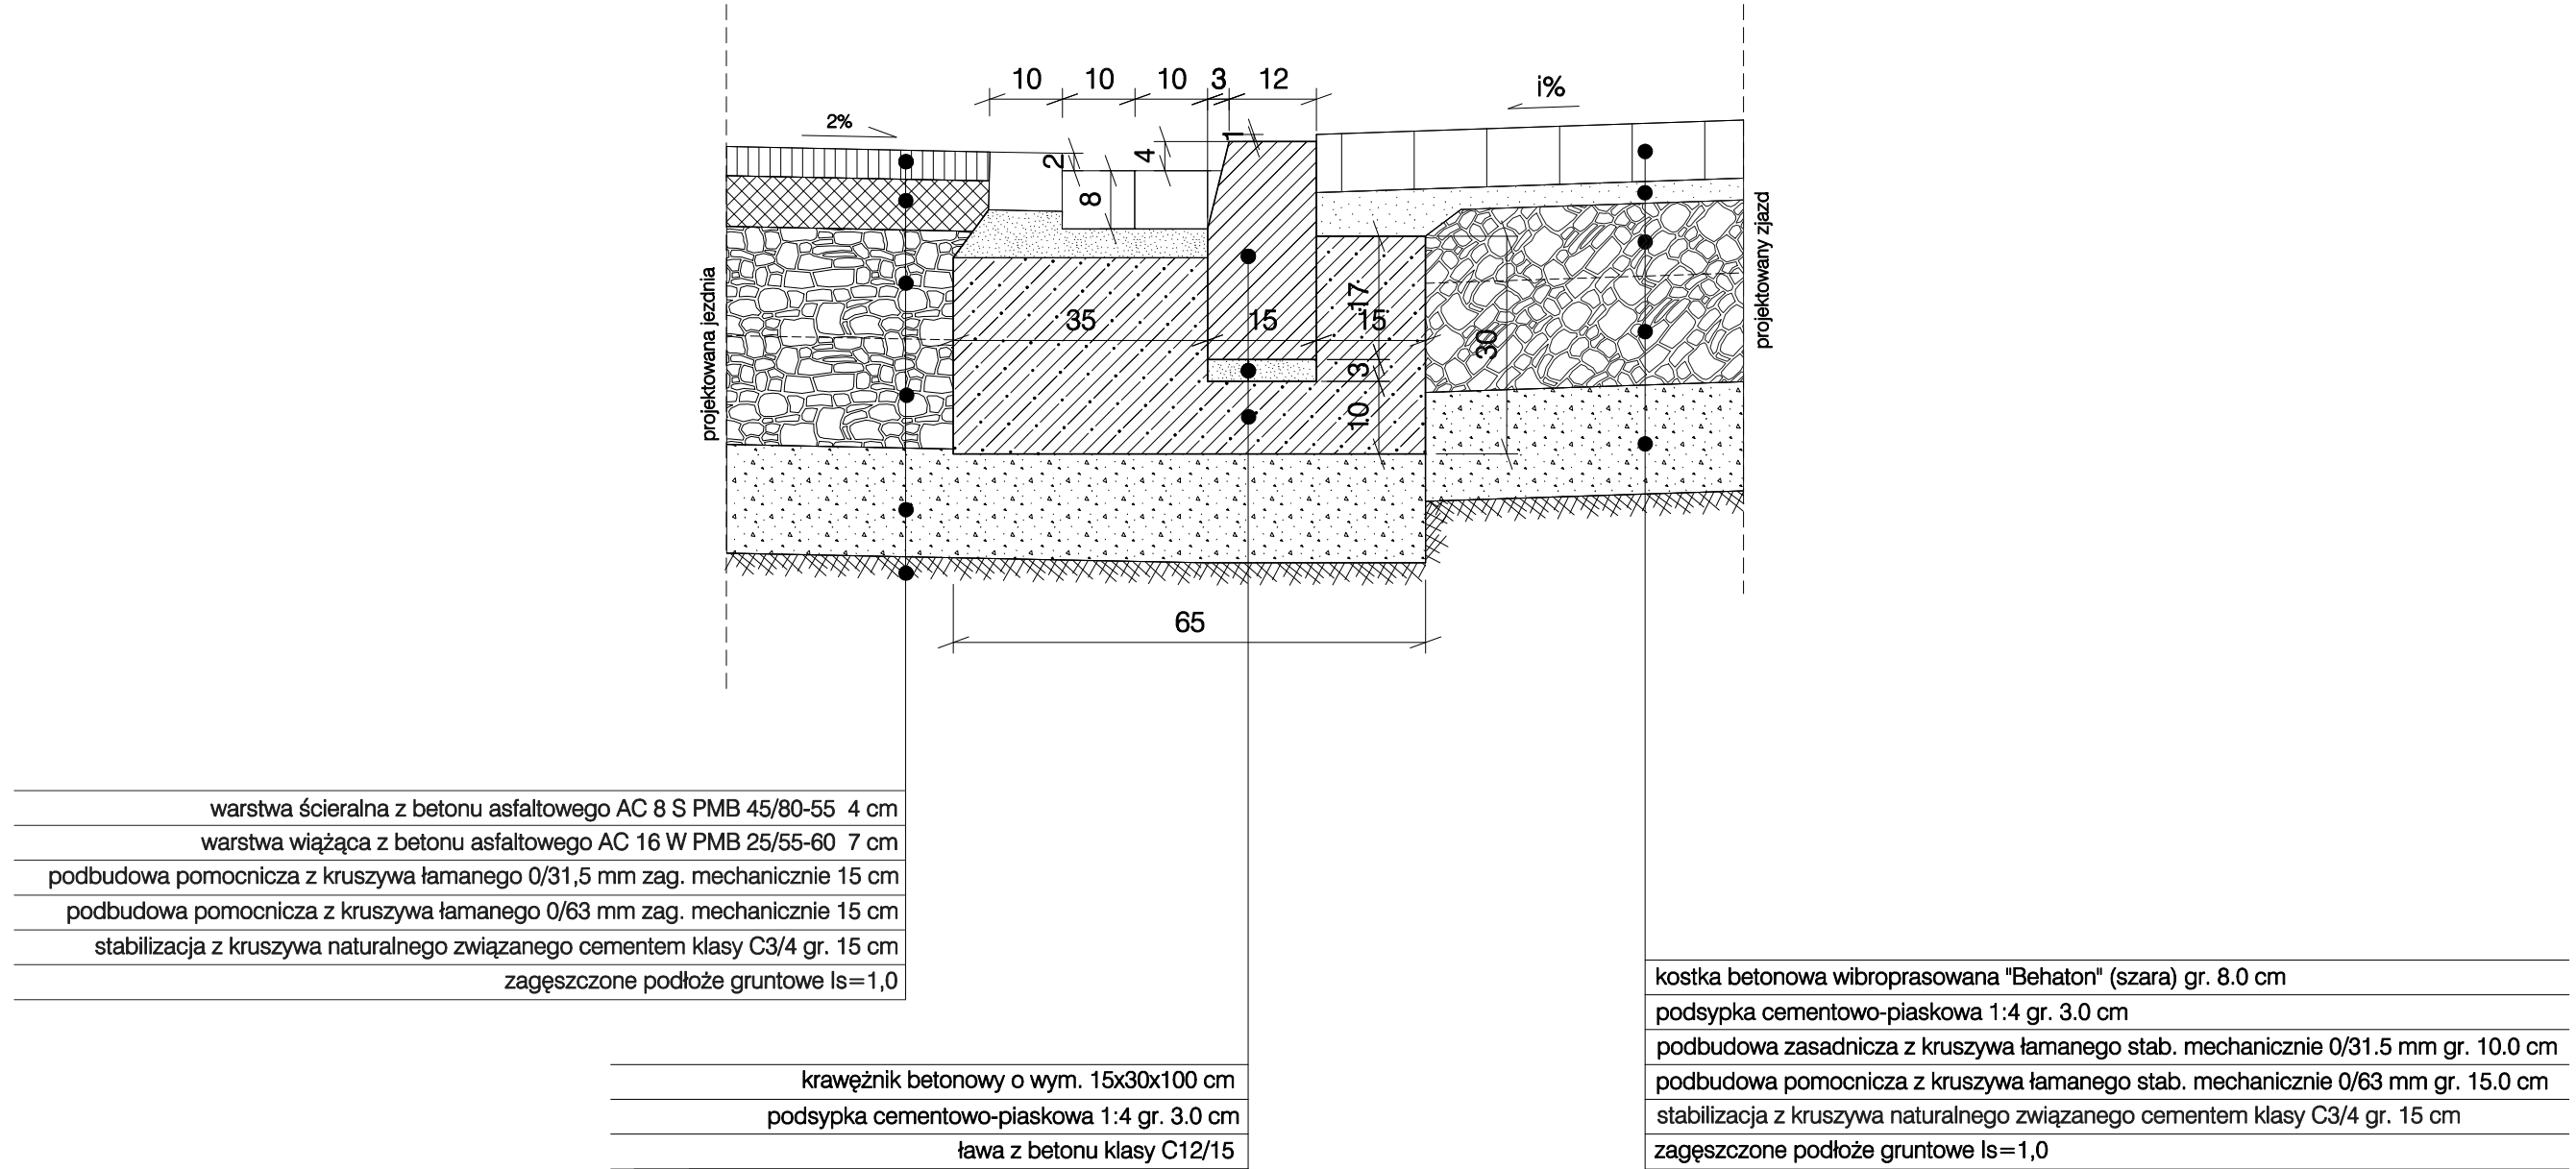 10 10 10 3 12
i%
2%
1
2
4
8
projektowana jezdnia
projektowany zjazd
17
35 15 15
30
3
10
65
warstwa ścieralna z betonu asfaltowego AC 8 S PMB 45/80-55 4 cm
warstwa wiążąca z betonu asfaltowego AC 16 W PMB 25/55-60 7 cm
podbudowa pomocnicza z kruszywa łamanego 0/31,5 mm zag. mechanicznie 15 cm
podbudowa pomocnicza z kruszywa łamanego 0/63 mm zag. mechanicznie 15 cm
stabilizacja z kruszywa naturalnego związanego cementem klasy C3/4 gr. 15 cm
zagęszczone podłoże gruntowe Is=1,0
krawężnik betonowy o wym. 15x30x100 cm
podsypka cementowo-piaskowa 1:4 gr. 3.0 cm
ława z betonu klasy C12/15
kostka betonowa wibroprasowana "Behaton" (szara) gr. 8.0 cm
podsypka cementowo-piaskowa 1:4 gr. 3.0 cm
podbudowa zasadnicza z kruszywa łamanego stab. mechanicznie 0/31.5 mm gr. 10.0 cm
podbudowa pomocnicza z kruszywa łamanego stab. mechanicznie 0/63 mm gr. 15.0 cm
stabilizacja z kruszywa naturalnego związanego cementem klasy C3/4 gr. 15 cm
zagęszczone podłoże gruntowe Is=1,0